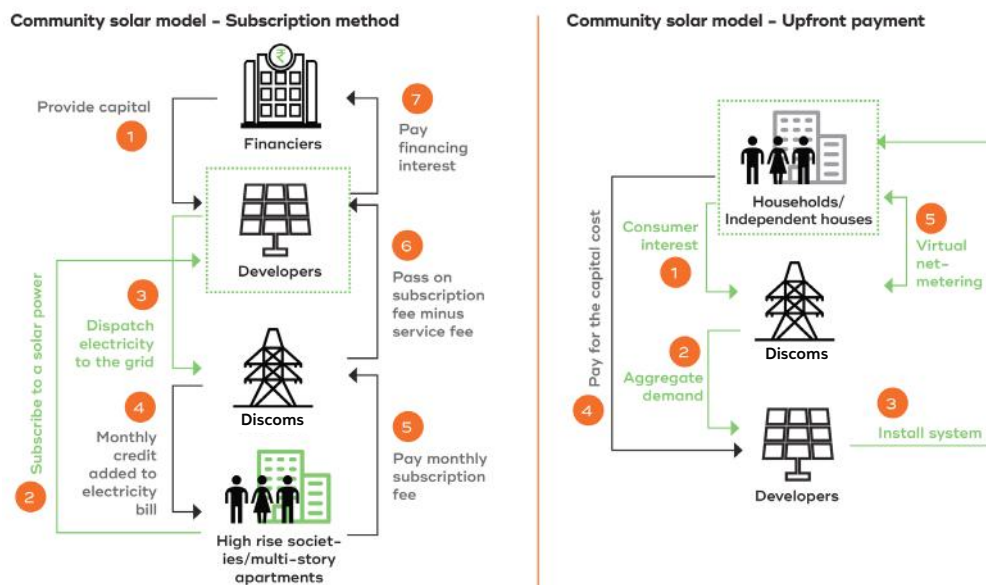 Community solar model – Subscription method
₹
Provide capital
1
Financiers
7
Pay
financing
interest
Developers
6
Pass on
subscription
fee minus
service fee
3
Dispatch
electricity
to the grid
Subscribe to a solar power
2
Discoms
4
Monthly
credit
added to
electricity
bill
5
Pay monthly
subscription
fee
High rise societ-
ies/multi-story
apartments
Community solar model – Upfront payment
Households/
Independent houses
Consumer
interest
1
5
Virtual
net-
metering
Discoms
Pay for the capital cost
4
2
Aggregate
demand
3
Install system
Developers